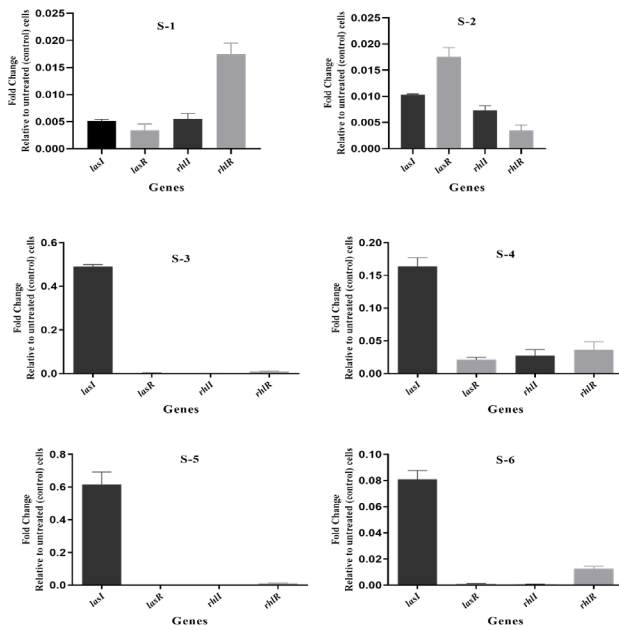 S-1
Fold Change
Relative to untreated (control) cells
0.025
0.020
0.015
0.010
0.005
0.000
lasI
lasR
rhlI
rhlR
Genes
S-2
Fold Change
Relative to untreated (control) cells
0.025
0.020
0.015
0.010
0.005
0.000
lasI
lasR
rhlI
rhlR
Genes
S-3
Fold Change
Relative to untreated (control) cells
0.6
0.4
0.2
0.0
lasI
lasR
rhlI
rhlR
Genes
S-4
Fold Change
Relative to untreated (control) cells
0.20
0.15
0.10
0.05
0.00
lasI
lasR
rhlI
rhlR
Genes
S-5
Fold Change
Relative to untreated (control) cells
0.8
0.6
0.4
0.2
0.0
lasI
lasR
rhlI
rhlR
Genes
S-6
Fold Change
Relative to untreated (control) cells
0.10
0.08
0.06
0.04
0.02
0.00
lasI
lasR
rhlI
rhlR
Genes